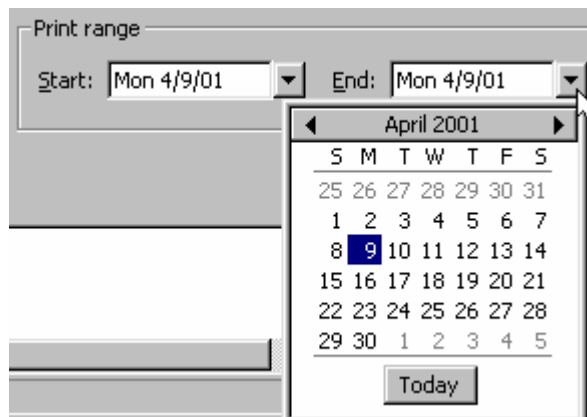 Print range
Start: Mon 4/9/01 End: Mon 4/9/01
April 2001
S M T W T F S
25 26 27 28 29 30 31
1 2 3 4 5 6 7
8 9 10 11 12 13 14
15 16 17 18 19 20 21
22 23 24 25 26 27 28
29 30 1 2 3 4 5
Today